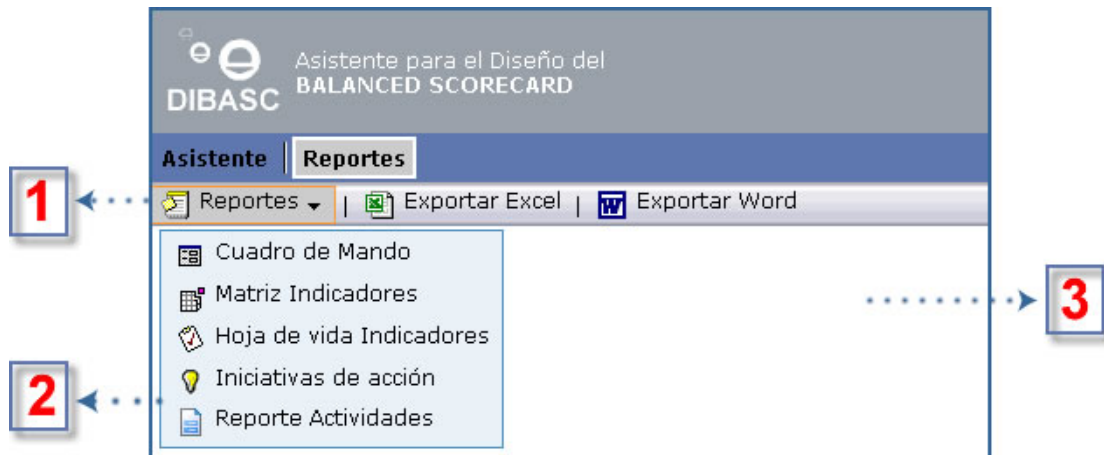 Asistente para el Diseño del
BALANCED SCORECARD
DIBASC
Asistente | Reportes
1
Reportes | Exportar Excel | Exportar Word
Cuadro de Mando
Matriz Indicadores
3
Hoja de vida Indicadores
Iniciativas de acción
2
Reporte Actividades